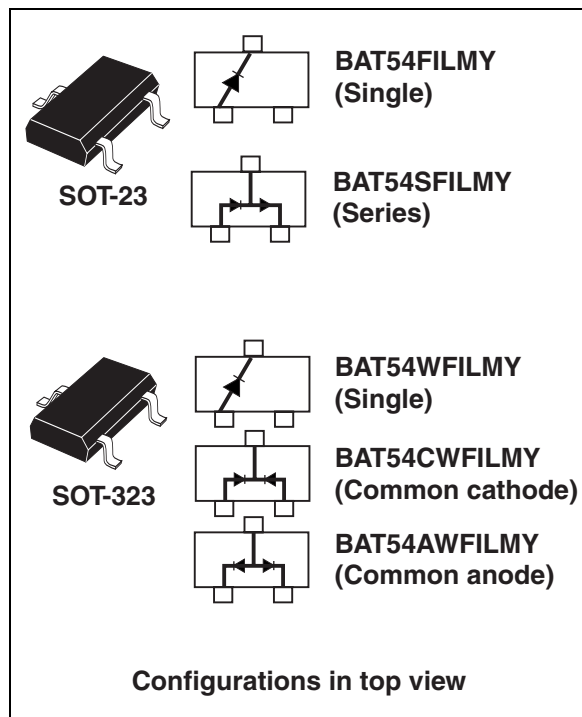 BAT54FILMY
(Single)
SOT-23
BAT54SFILMY
(Series)
BAT54WFILMY
(Single)
SOT-323
BAT54CWFILMY
(Common cathode)
BAT54AWFILMY
(Common anode)
Configurations in top view